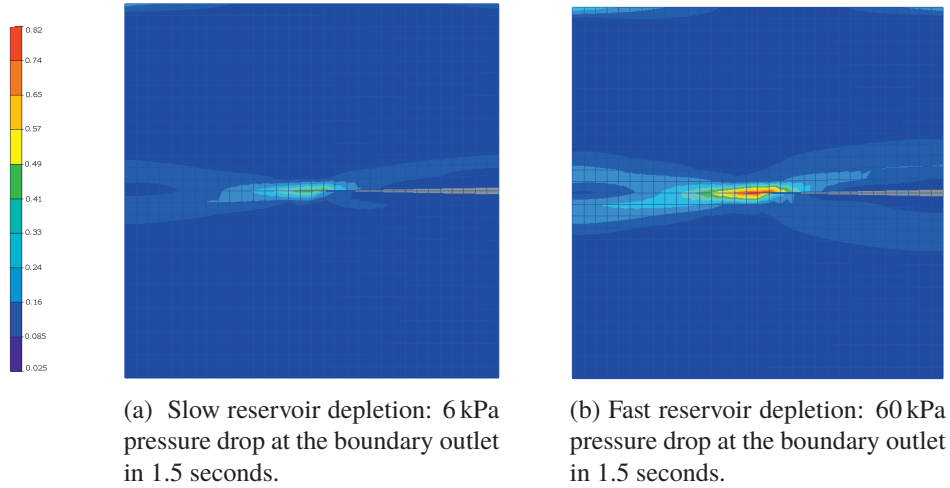 0.82
0.74
0.65
0.57
0.49
0.41
0.33
0.24
0.16
0.085
0.025
(a) Slow reservoir depletion: 6 kPa
pressure drop at the boundary outlet
in 1.5 seconds.
(b) Fast reservoir depletion: 60 kPa
pressure drop at the boundary outlet
in 1.5 seconds.